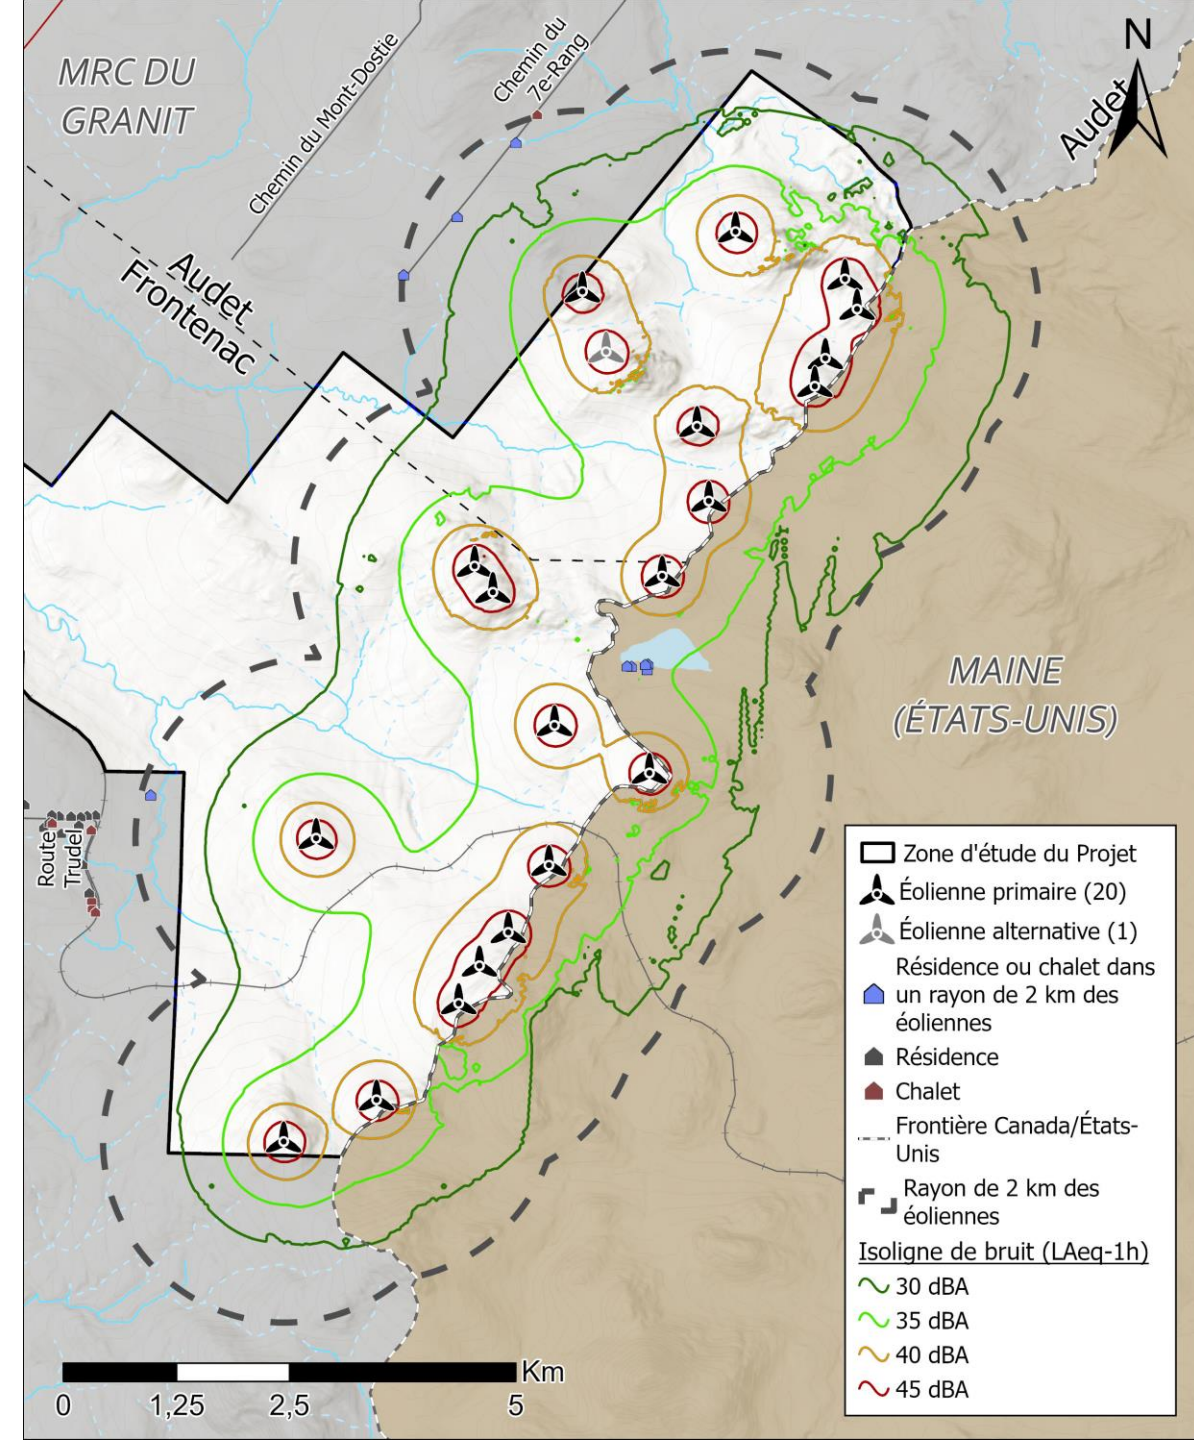 MRC DU
GRANIT
Chemin du Mont-Dostie
Chemin du
7e-Rang
N
Audet
Audet
Frontenac
MAINE
(ÉTATS-UNIS)
Route
Trudel
Zone d'étude du Projet
Éolienne primaire (20)
Éolienne alternative (1)
Résidence ou chalet dans
un rayon de 2 km des
éoliennes
Résidence
Chalet
Frontière Canada/États-
Unis
Rayon de 2 km des
éoliennes
Isoligne de bruit (LAeq-1h)
30 dBA
35 dBA
40 dBA
45 dBA
Km
0 1,25 2,5 5